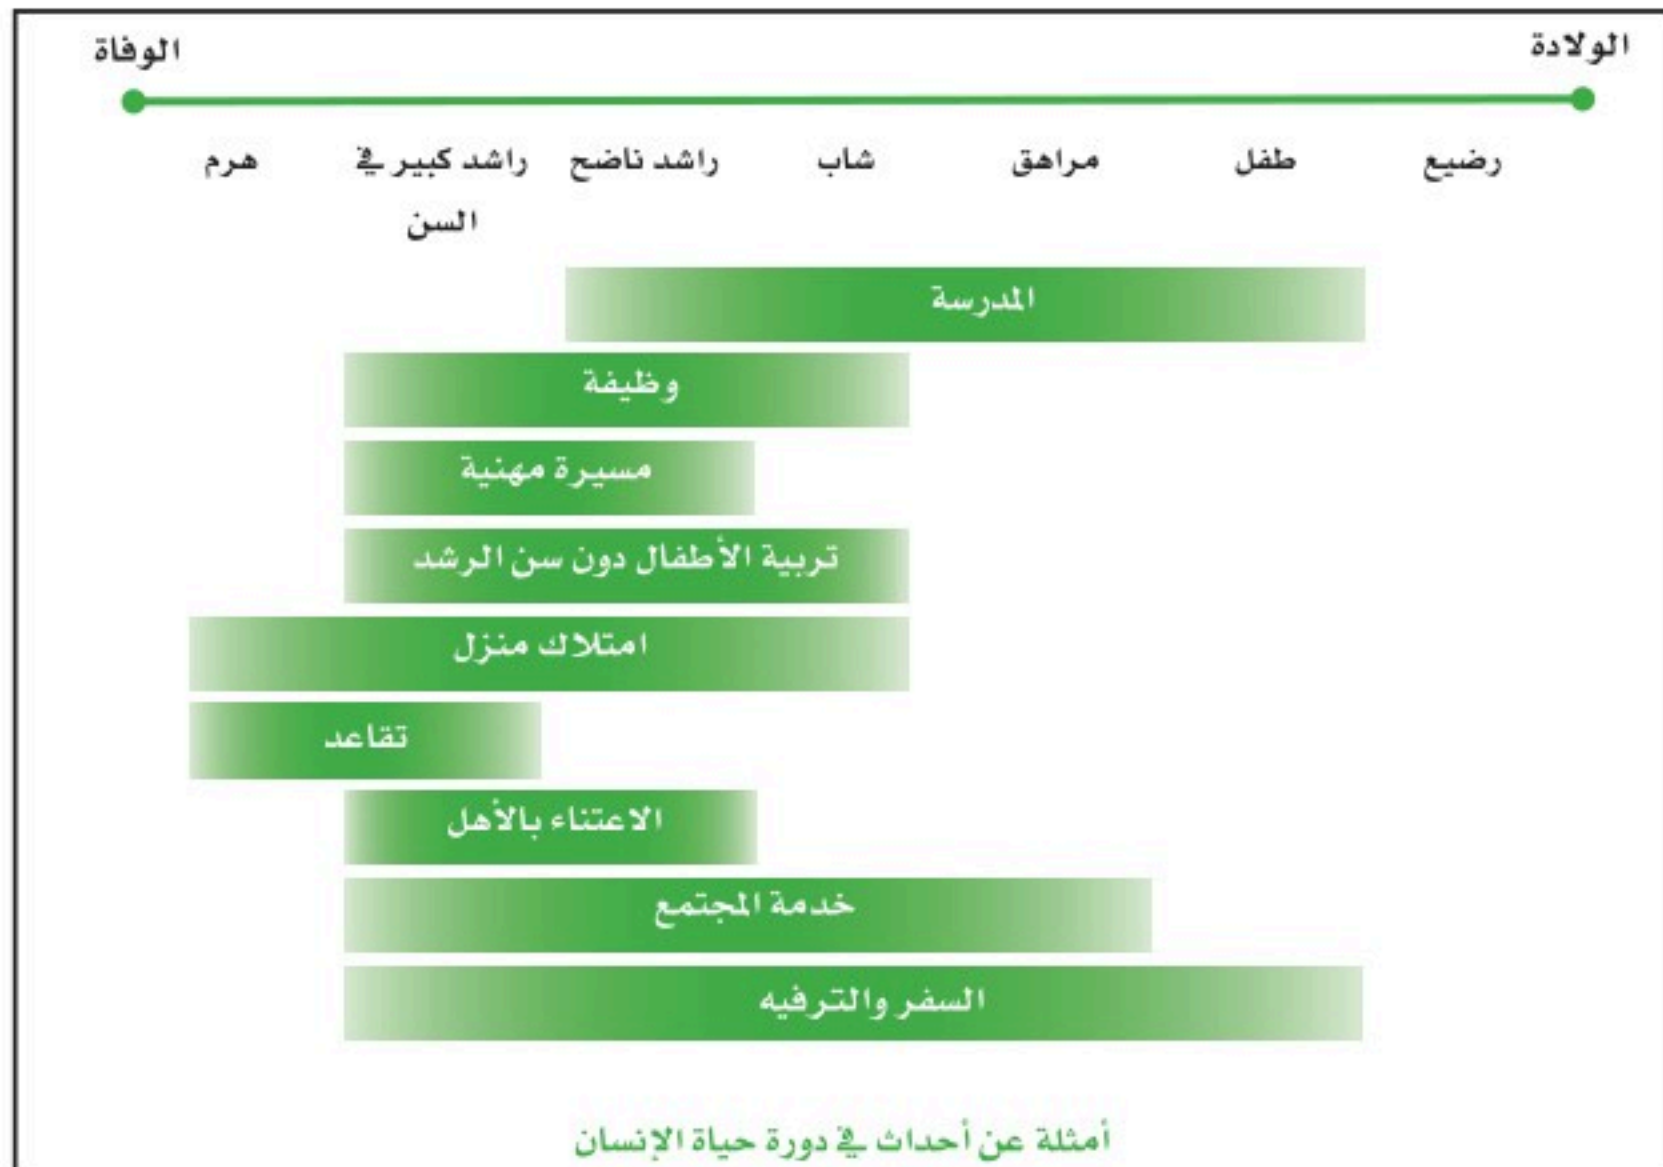 الولادة
الوفاة
رضيع
طفل
مراهق
شاب
راشد ناضج
راشد كبير في
السن
هرم
المدرسة
وظيفة
مسيرة مهنية
تربية الأطفال دون سن الرشد
امتلاك منزل
تقاعد
الاعتناء بالأهل
خدمة المجتمع
السفر والترفيه
أمثلة عن أحداث في دورة حياة الإنسان